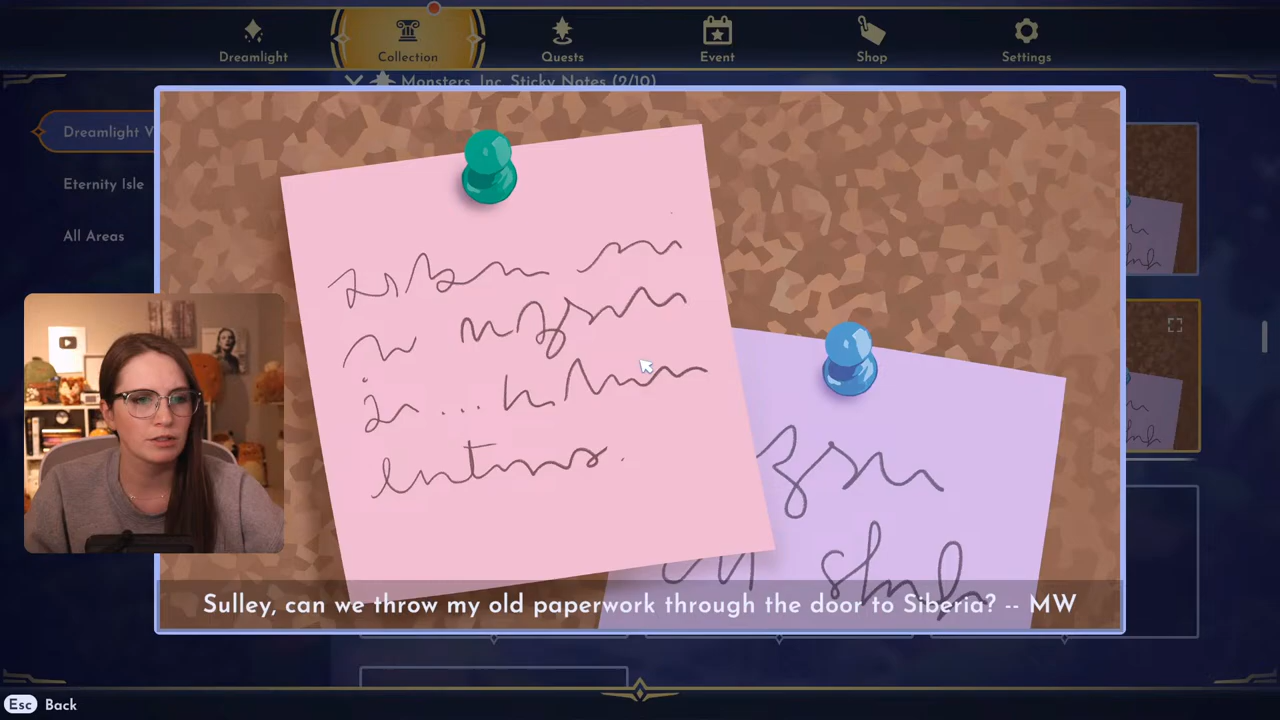 Dreamlight
Collection
Quests
Event
Shop
Settings
Monsters, Inc. Sticky Notes (2/10)
Dreamlight V
Eternity Isle
All Areas
Sulley, can we throw my old paperwork through the door to Siberia? -- MW
Esc Back